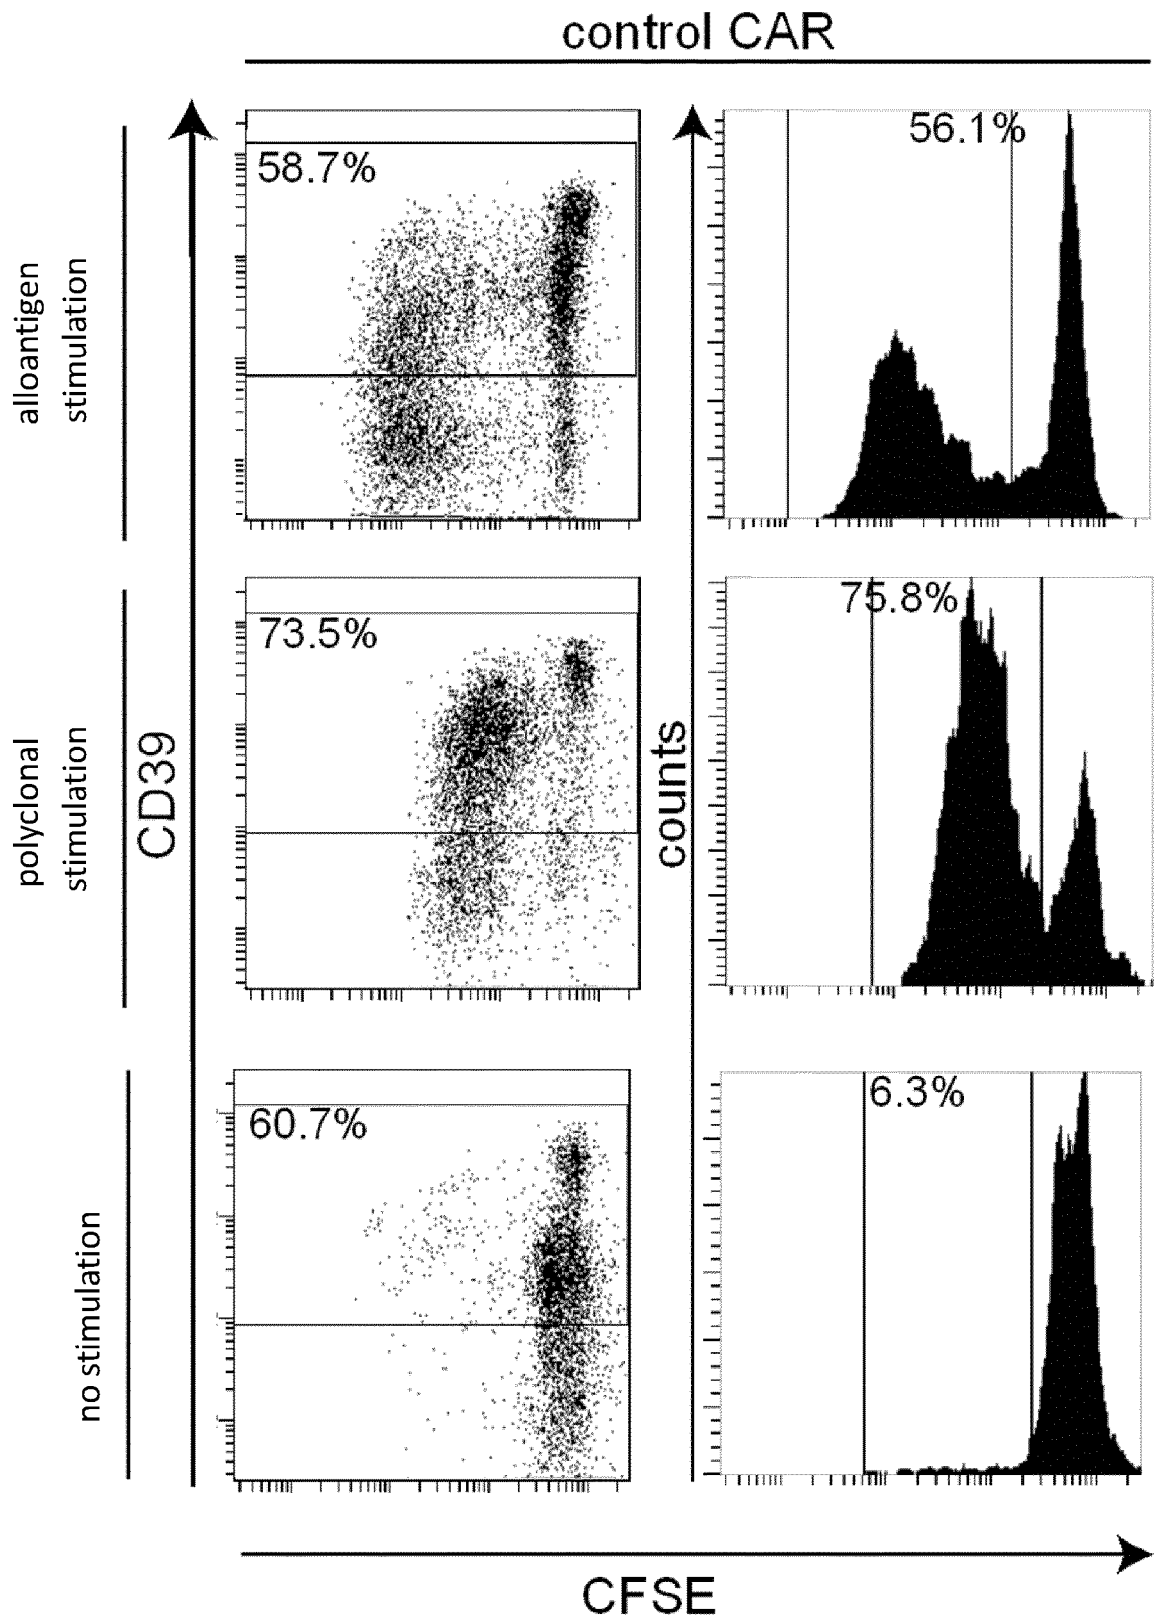 control CAR
alloantigen
stimulation
58.7%
56.1%
polyclonal
stimulation
CD39
73.5%
counts
75.8%
no stimulation
60.7%
6.3%
CFSE